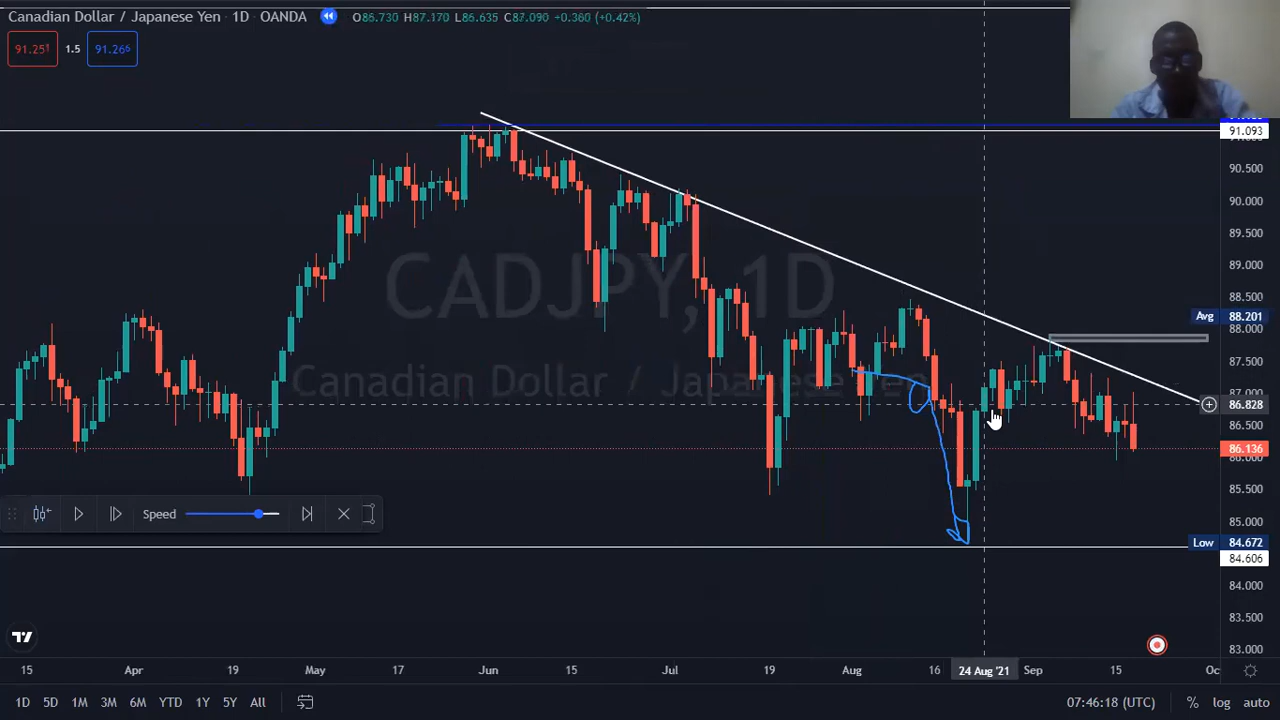 Canadian Dollar / Japanese Yen · 1D · OANDA O86.730 H87.170 L86.635 C87.090 +0.360 (+0.42%)
91.251 1.5 91.266
91.093
90.500
90.000
89.500
89.000
88.500
Avg 88.201
88.000
87.500
87.000
86.828
86.500
86.136
86.000
85.500
85.000
Low 84.672
84.606
84.000
83.500
83.000
CADJPY, 1D
Canadian Dollar / Japanese Yen
Speed
15 Apr 19 May 17 Jun 15 Jul 19 Aug 16 24 Aug '21 Sep 15 Oc
1D 5D 1M 3M 6M YTD 1Y 5Y All 07:46:18 (UTC) % log auto